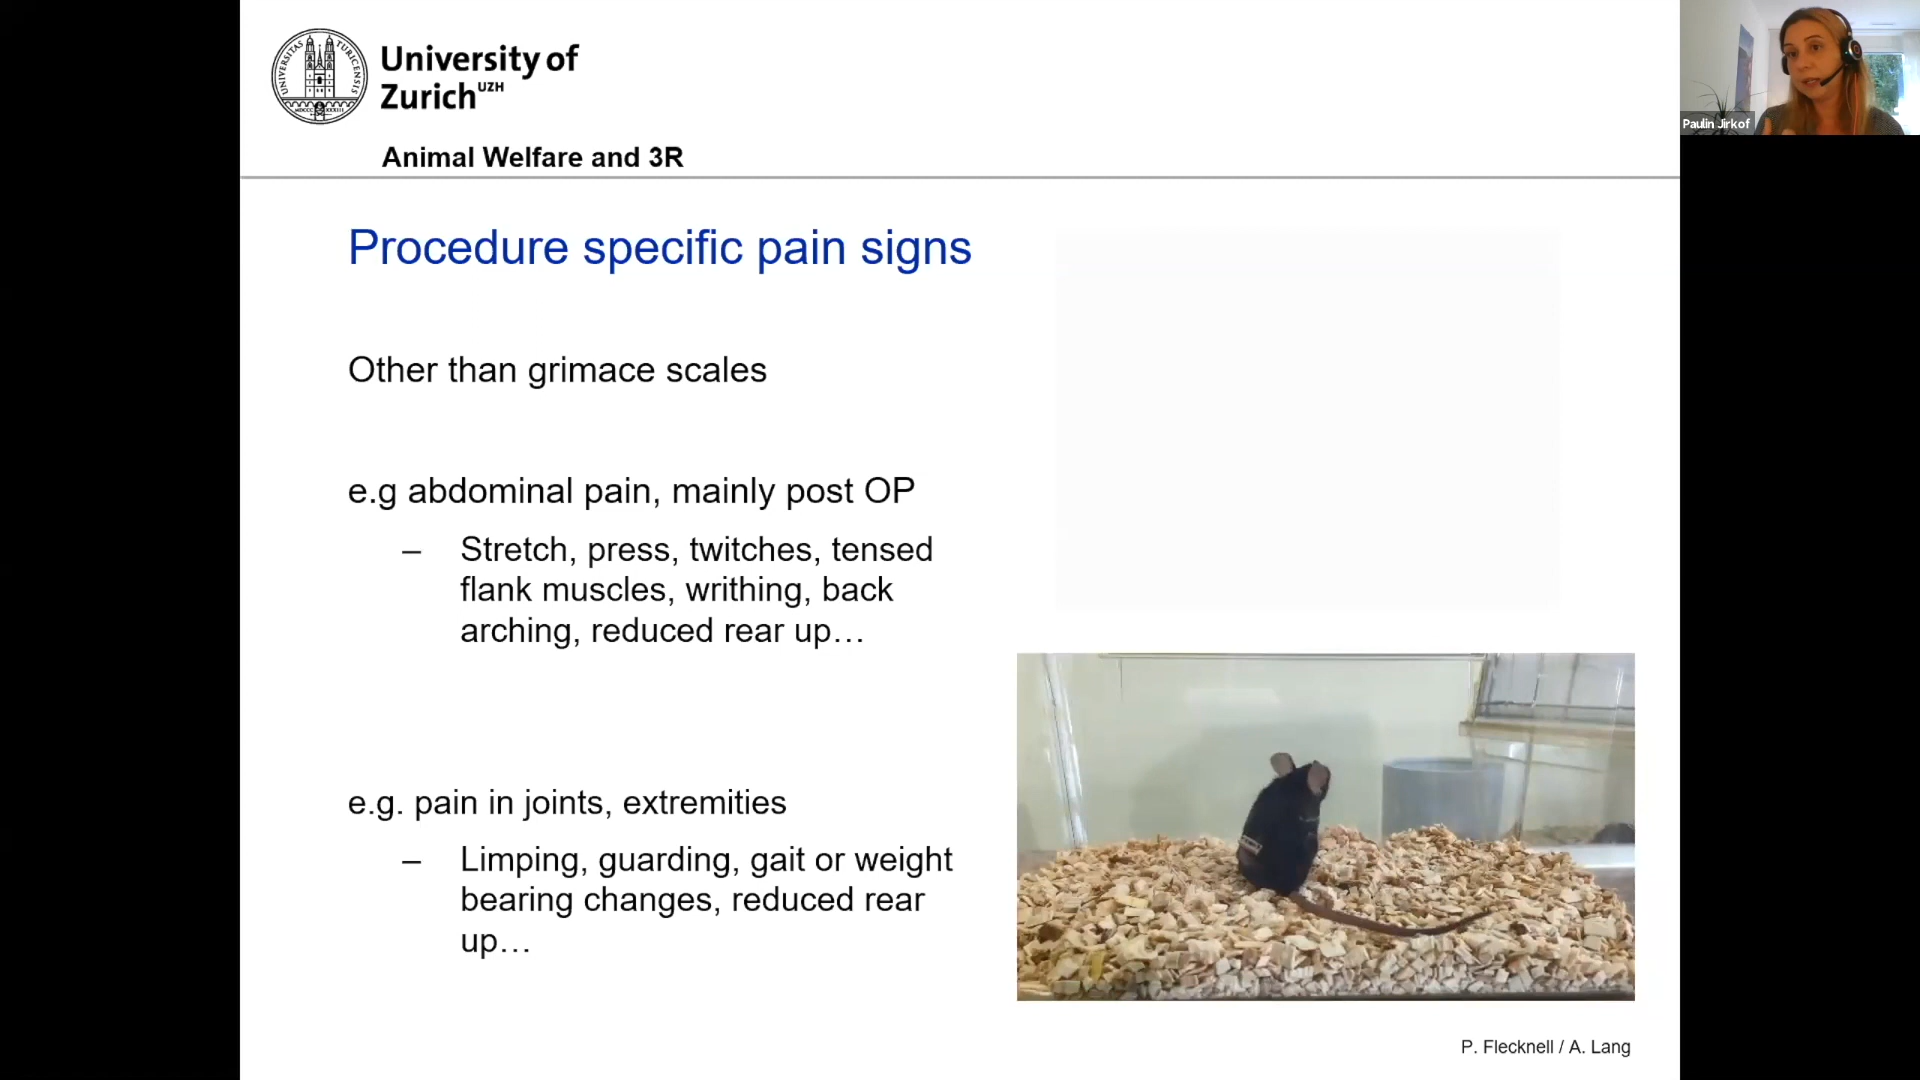 University of
Zurich UZH
UNIVERSITAS TURICENSIS
MDCCC XXXIII
Animal Welfare and 3R
Paulin Jirkof
Procedure specific pain signs
Other than grimace scales
e.g abdominal pain, mainly post OP
– Stretch, press, twitches, tensed
flank muscles, writhing, back
arching, reduced rear up…
e.g. pain in joints, extremities
– Limping, guarding, gait or weight
bearing changes, reduced rear
up…
P. Flecknell / A. Lang